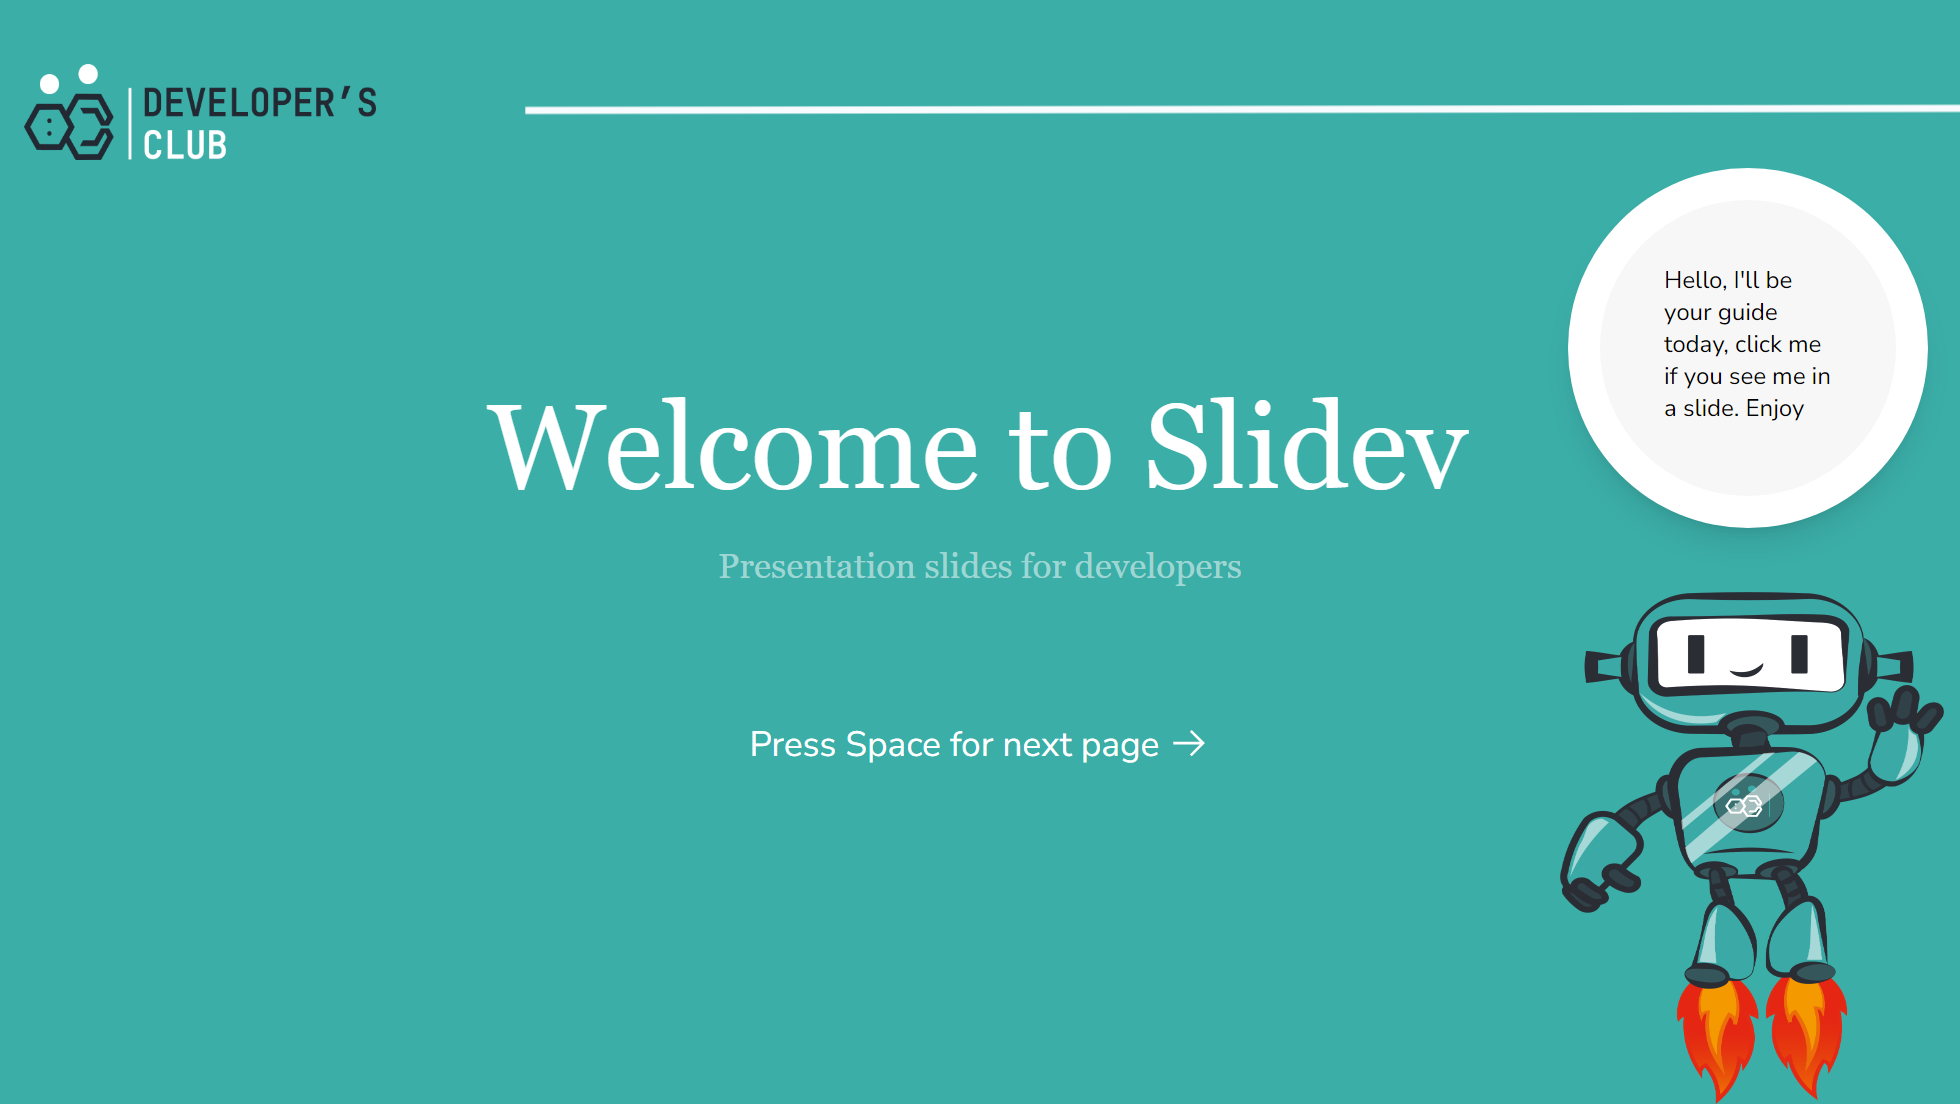 DEVELOPER'S
CLUB
Hello, I'll be
your guide
today, click me
if you see me in
a slide. Enjoy
Welcome to Slidev
Presentation slides for developers
Press Space for next page →